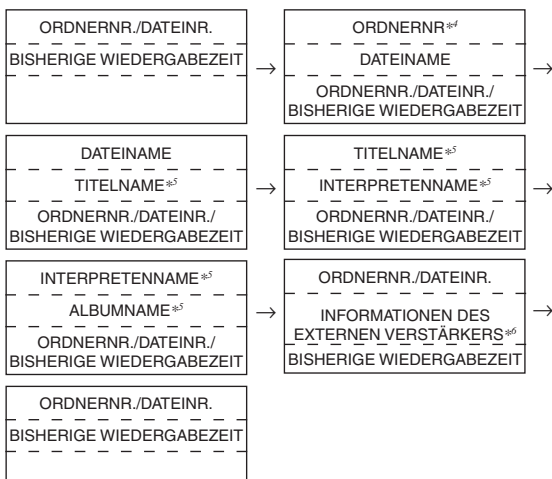 ORDNERNR./DATEINR.
BISHERIGE WIEDERGABEZEIT
→
ORDNERNR*4
DATEINAME
ORDNERNR./DATEINR./
BISHERIGE WIEDERGABEZEIT
→
DATEINAME
TITELNAME*5
ORDNERNR./DATEINR./
BISHERIGE WIEDERGABEZEIT
→
TITELNAME*5
INTERPRETENNAME*5
ORDNERNR./DATEINR./
BISHERIGE WIEDERGABEZEIT
→
INTERPRETENNAME*5
ALBUMNAME*5
ORDNERNR./DATEINR./
BISHERIGE WIEDERGABEZEIT
→
ORDNERNR./DATEINR.
INFORMATIONEN DES
EXTERNEN VERSTÄRKERS*6
BISHERIGE WIEDERGABEZEIT
→
ORDNERNR./DATEINR.
BISHERIGE WIEDERGABEZEIT